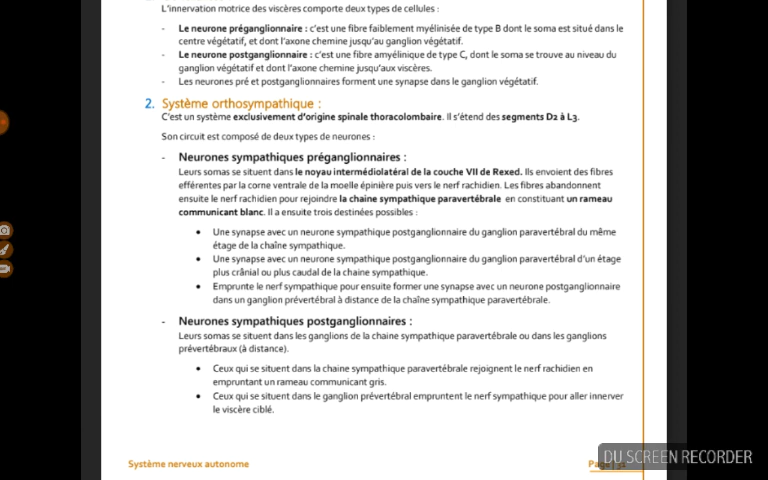 L'innervation motrice des viscères comporte deux types de cellules :
- Le neurone préganglionnaire : c'est une fibre faiblement myélinisée de type B dont le soma est situé dans le
centre végétatif, et dont l'axone chemine jusqu'au ganglion végétatif.
- Le neurone postganglionnaire : c'est une fibre amyélinique de type C, dont le soma se trouve au niveau du
ganglion végétatif et dont l'axone chemine jusqu'aux viscères.
- Les neurones pré et postganglionnaires forment une synapse dans le ganglion végétatif.
2. Système orthosympathique :
C'est un système exclusivement d'origine spinale thoracolombaire. Il s'étend des segments D2 à L3.
Son circuit est composé de deux types de neurones :
- Neurones sympathiques préganglionnaires :
Leurs somas se situent dans le noyau intermédiolatéral de la couche VII de Rexed. Ils envoient des fibres
efférentes par la corne ventrale de la moelle épinière puis vers le nerf rachidien. Les fibres abandonnent
ensuite le nerf rachidien pour rejoindre la chaine sympathique paravertébrale en constituant un rameau
communicant blanc. Il a ensuite trois destinées possibles :
• Une synapse avec un neurone sympathique postganglionnaire du ganglion paravertébral du même
étage de la chaîne sympathique.
• Une synapse avec un neurone sympathique postganglionnaire du ganglion paravertébral d'un étage
plus crânial ou plus caudal de la chaine sympathique.
• Emprunte le nerf sympathique pour ensuite former une synapse avec un neurone postganglionnaire
dans un ganglion prévertébral à distance de la chaîne sympathique paravertébrale.
- Neurones sympathiques postganglionnaires :
Leurs somas se situent dans les ganglions de la chaine sympathique paravertébrale ou dans les ganglions
prévertébraux (à distance).
• Ceux qui se situent dans la chaine sympathique paravertébrale rejoignent le nerf rachidien en
empruntant un rameau communicant gris.
• Ceux qui se situent dans le ganglion prévertébral empruntent le nerf sympathique pour aller innerver
le viscère ciblé.
Système nerveux autonome
DU SCREEN RECORDER